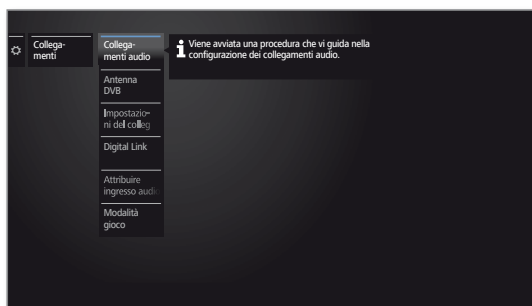 Collega-
menti
Collega-
menti audio
Viene avviata una procedura che vi guida nella
configurazione dei collegamenti audio.
Antenna
DVB
Impostazio-
ni del colleg
Digital Link
Attribuire
ingresso audio
Modalità
gioco